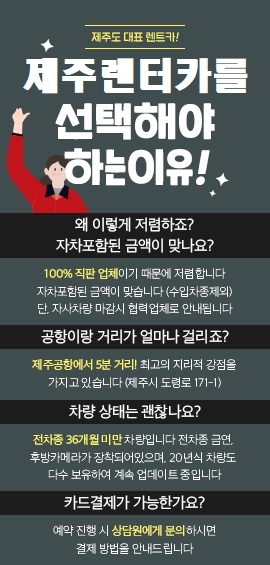 제주도 대표 렌트카!
제주렌터카를
선택해야
하는이유!
왜 이렇게 저렴하죠?
자차포함된 금액이 맞나요?
100% 직판 업체이기 때문에 저렴합니다
자차포함된 금액이 맞습니다 (수입차종제외)
단, 자사차량 마감시 협력업체로 안내됩니다
공항이랑 거리가 얼마나 걸리죠?
제주공항에서 5분 거리! 최고의 지리적 강점을
가지고 있습니다 (제주시 도령로 171-1)
차량 상태는 괜찮나요?
전차종 36개월 미만 차량입니다 전차종 금연,
후방카메라가 장착되어있으며, 20년식 차량도
다수 보유하여 계속 업데이트 중입니다
카드결제가 가능한가요?
예약 진행 시 상담원에게 문의하시면
결제 방법을 안내드립니다